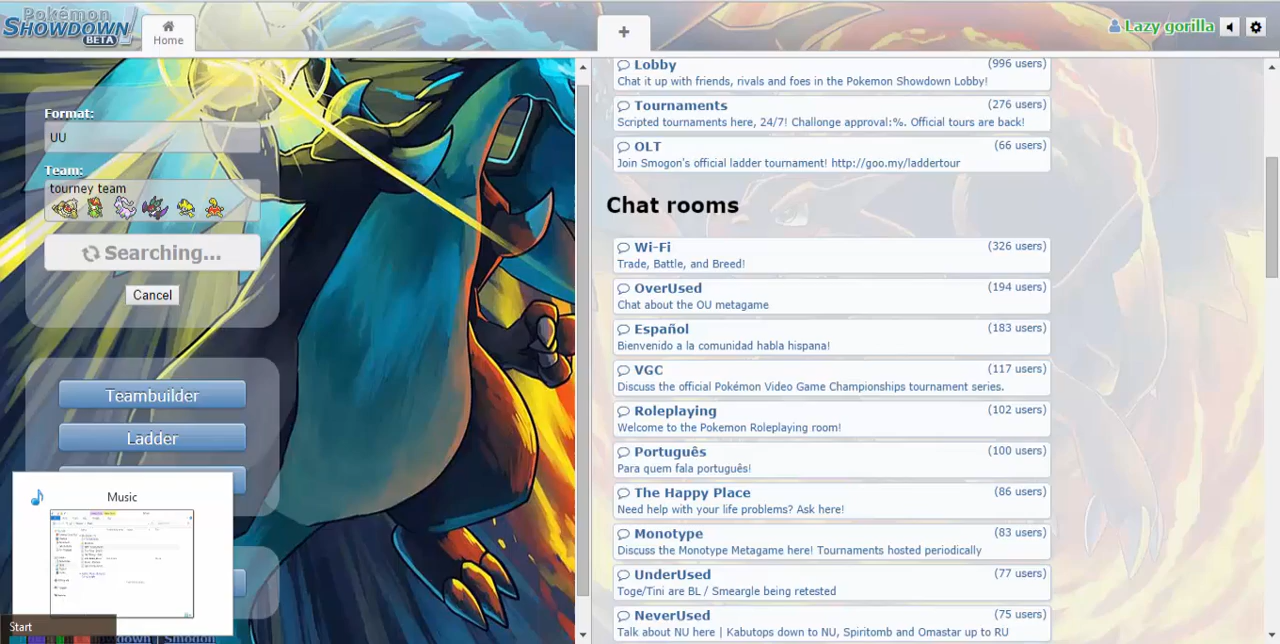 Pokémon
SHOWDOWN
BETA
Home
+
Lazy gorilla
Format:
UU
Team:
tourney team
Searching...
Cancel
Teambuilder
Ladder
Music
Start
Lobby
(996 users)
Chat it up with friends, rivals and foes in the Pokemon Showdown Lobby!
Tournaments
(276 users)
Scripted tournaments here, 24/7! Challonge approval:%. Official tours are back!
OLT
(66 users)
Join Smogon's official ladder tournament! http://goo.my/laddertour
Chat rooms
Wi-Fi
(326 users)
Trade, Battle, and Breed!
OverUsed
(194 users)
Chat about the OU metagame
Español
(183 users)
Bienvenido a la comunidad habla hispana!
VGC
(117 users)
Discuss the official Pokémon Video Game Championships tournament series.
Roleplaying
(102 users)
Welcome to the Pokemon Roleplaying room!
Português
(100 users)
Para quem fala português!
The Happy Place
(86 users)
Need help with your life problems? Ask here!
Monotype
(83 users)
Discuss the Monotype Metagame here! Tournaments hosted periodically
UnderUsed
(77 users)
Toge/Tini are BL / Smeargle being retested
NeverUsed
(75 users)
Talk about NU here | Kabutops down to NU, Spiritomb and Omastar up to RU